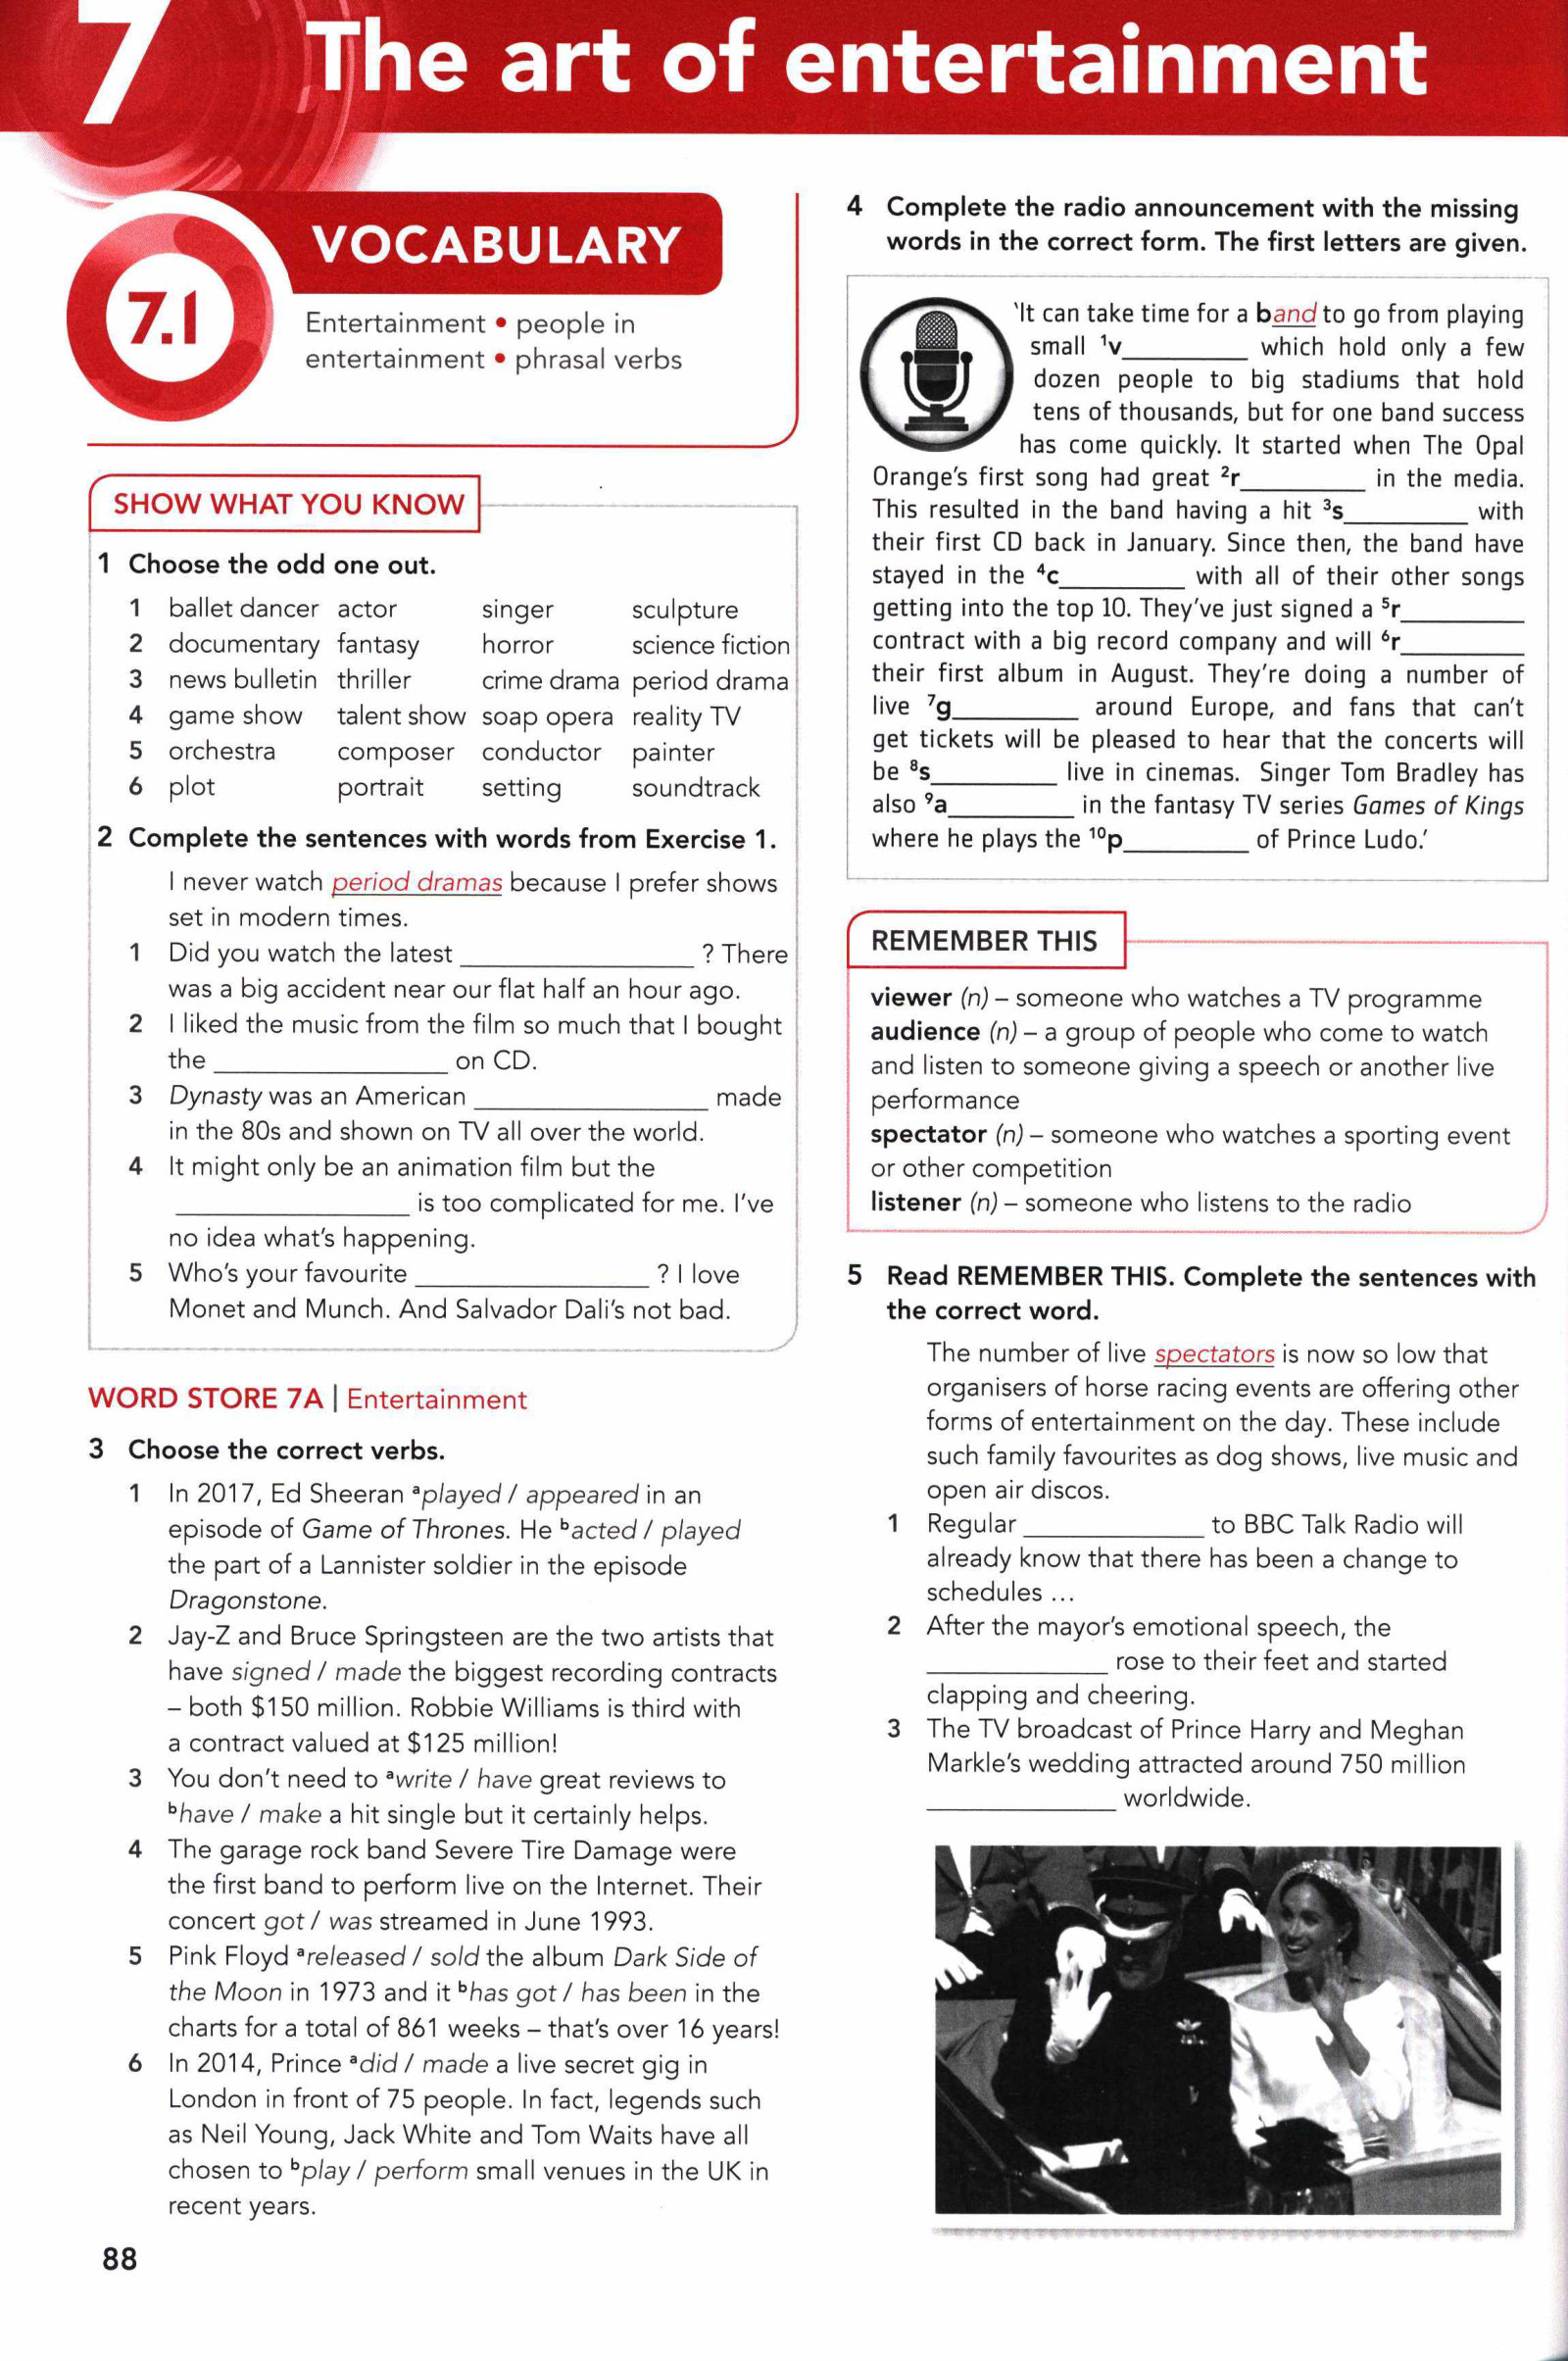 7 The art of entertainment
7.1
VOCABULARY
Entertainment • people in
entertainment • phrasal verbs
SHOW WHAT YOU KNOW
1 Choose the odd one out.
1 ballet dancer actor singer sculpture
2 documentary fantasy horror science fiction
3 news bulletin thriller crime drama period drama
4 game show talent show soap opera reality TV
5 orchestra composer conductor painter
6 plot portrait setting soundtrack
2 Complete the sentences with words from Exercise 1.
I never watch period dramas because I prefer shows
set in modern times.
1 Did you watch the latest ____________ ? There
was a big accident near our flat half an hour ago.
2 I liked the music from the film so much that I bought
the ____________ on CD.
3 Dynasty was an American ____________ made
in the 80s and shown on TV all over the world.
4 It might only be an animation film but the
____________ is too complicated for me. I've
no idea what's happening.
5 Who's your favourite ____________ ? I love
Monet and Munch. And Salvador Dali's not bad.
WORD STORE 7A | Entertainment
3 Choose the correct verbs.
1 In 2017, Ed Sheeran ᵃplayed / appeared in an
episode of Game of Thrones. He ᵇacted / played
the part of a Lannister soldier in the episode
Dragonstone.
2 Jay-Z and Bruce Springsteen are the two artists that
have signed / made the biggest recording contracts
– both $150 million. Robbie Williams is third with
a contract valued at $125 million!
3 You don't need to ᵃwrite / have great reviews to
ᵇhave / make a hit single but it certainly helps.
4 The garage rock band Severe Tire Damage were
the first band to perform live on the Internet. Their
concert got / was streamed in June 1993.
5 Pink Floyd ᵃreleased / sold the album Dark Side of
the Moon in 1973 and it ᵇhas got / has been in the
charts for a total of 861 weeks – that's over 16 years!
6 In 2014, Prince ᵃdid / made a live secret gig in
London in front of 75 people. In fact, legends such
as Neil Young, Jack White and Tom Waits have all
chosen to ᵇplay / perform small venues in the UK in
recent years.
88
4 Complete the radio announcement with the missing
words in the correct form. The first letters are given.
'It can take time for a band to go from playing
small ¹v__________ which hold only a few
dozen people to big stadiums that hold
tens of thousands, but for one band success
has come quickly. It started when The Opal
Orange's first song had great ²r__________ in the media.
This resulted in the band having a hit ³s__________ with
their first CD back in January. Since then, the band have
stayed in the ⁴c__________ with all of their other songs
getting into the top 10. They've just signed a ⁵r__________
contract with a big record company and will ⁶r__________
their first album in August. They're doing a number of
live ⁷g__________ around Europe, and fans that can't
get tickets will be pleased to hear that the concerts will
be ⁸s__________ live in cinemas. Singer Tom Bradley has
also ⁹a__________ in the fantasy TV series Games of Kings
where he plays the ¹⁰p__________ of Prince Ludo.'
REMEMBER THIS
viewer (n) – someone who watches a TV programme
audience (n) – a group of people who come to watch
and listen to someone giving a speech or another live
performance
spectator (n) – someone who watches a sporting event
or other competition
listener (n) – someone who listens to the radio
5 Read REMEMBER THIS. Complete the sentences with
the correct word.
The number of live spectators is now so low that
organisers of horse racing events are offering other
forms of entertainment on the day. These include
such family favourites as dog shows, live music and
open air discos.
1 Regular ____________ to BBC Talk Radio will
already know that there has been a change to
schedules ...
2 After the mayor's emotional speech, the
____________ rose to their feet and started
clapping and cheering.
3 The TV broadcast of Prince Harry and Meghan
Markle's wedding attracted around 750 million
____________ worldwide.